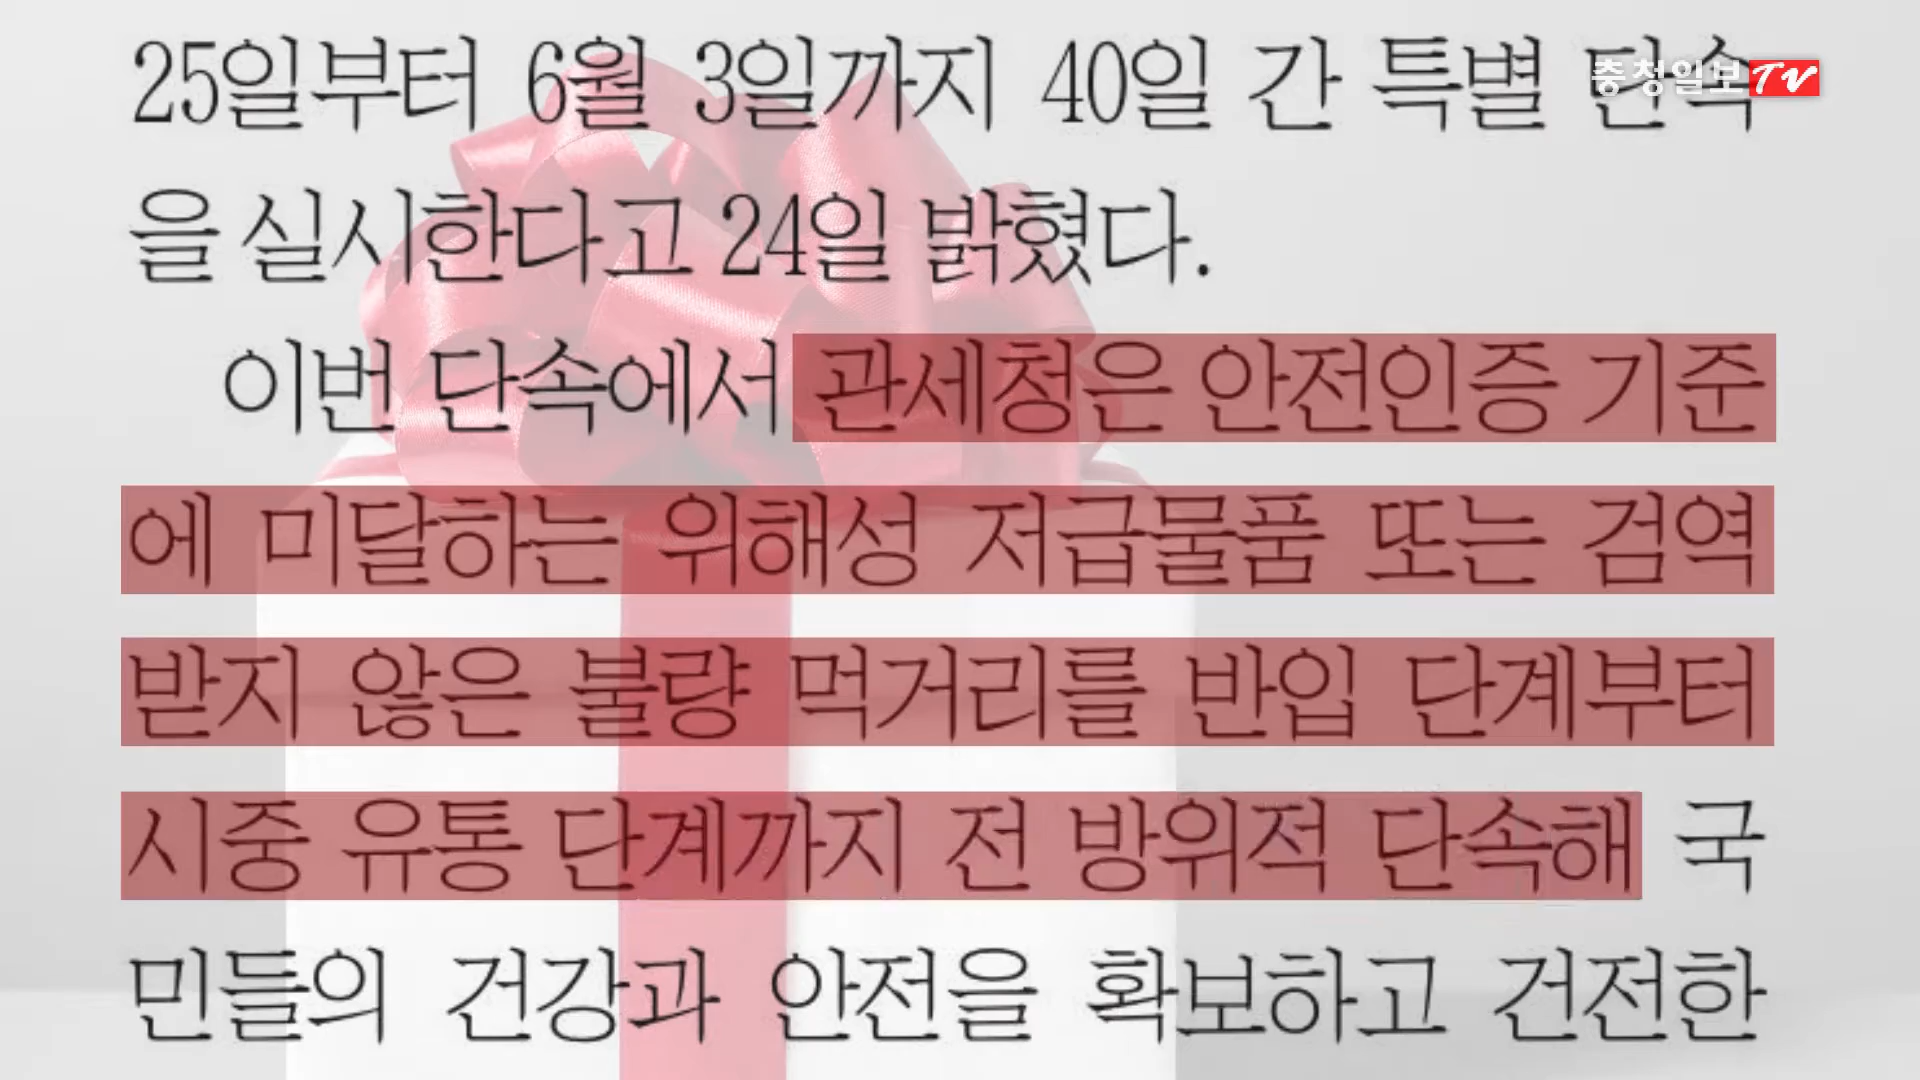 25일부터 6월 3일까지 40일 간 특별 단속
충청일보TV
을 실시한다고 24일 밝혔다.
이번 단속에서 관세청은 안전인증 기준
에 미달하는 위해성 저급물품 또는 검역
받지 않은 불량 먹거리를 반입 단계부터
시중 유통 단계까지 전 방위적 단속해 국
민들의 건강과 안전을 확보하고 건전한